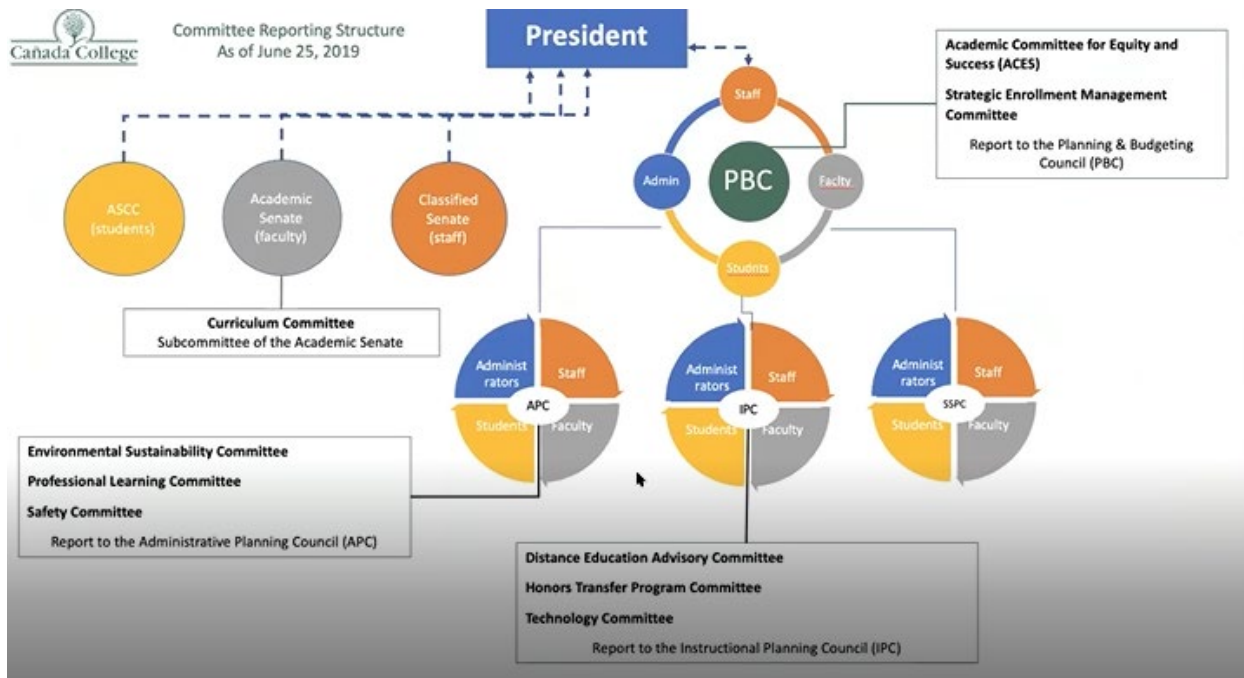 Cañada College
Committee Reporting Structure
As of June 25, 2019
President
Academic Committee for Equity and
Success (ACES)
Strategic Enrollment Management
Committee
Report to the Planning & Budgeting
Council (PBC)
Staff
Admin
PBC
Faclty
Studnts
ASCC
(students)
Academic
Senate
(faculty)
Classified
Senate
(staff)
Curriculum Committee
Subcommittee of the Academic Senate
Administ
rators
Staff
APC
Students
Faculty
Administ
rators
Staff
IPC
Students
Faculty
Administ
rators
Staff
SSPC
Students
Faculty
Environmental Sustainability Committee
Professional Learning Committee
Safety Committee
Report to the Administrative Planning Council (APC)
Distance Education Advisory Committee
Honors Transfer Program Committee
Technology Committee
Report to the Instructional Planning Council (IPC)